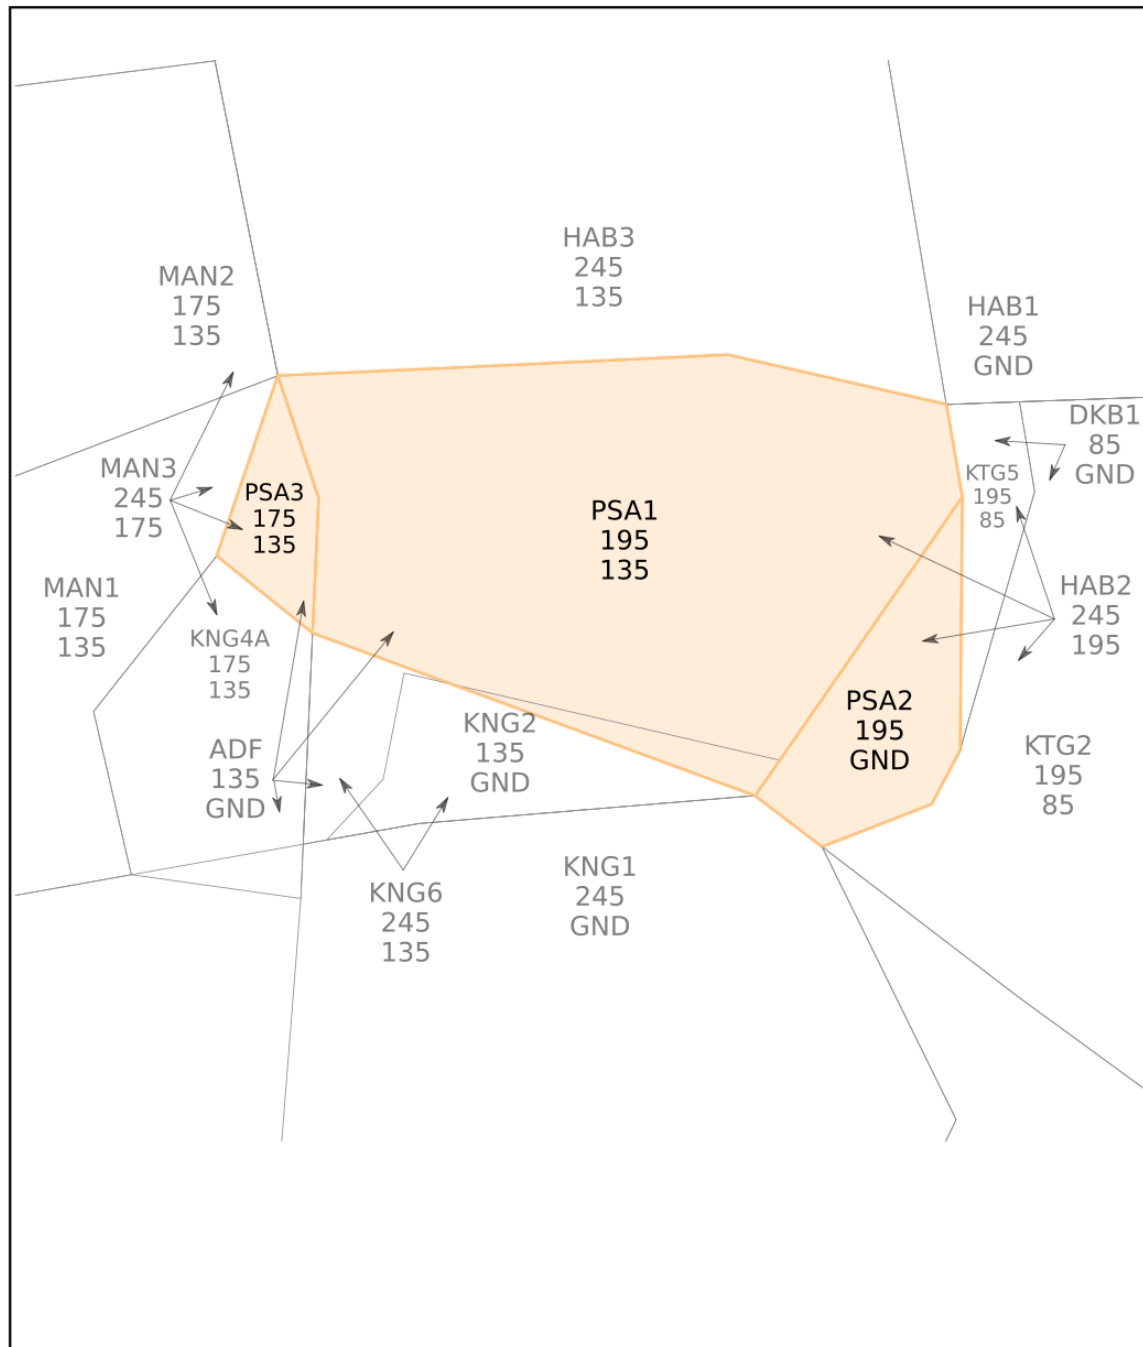 HAB3
245
135
MAN2
175
135
HAB1
245
GND
DKB1
85
GND
MAN3
245
175
KTG5
195
85
PSA3
175
135
PSA1
195
135
MAN1
175
135
HAB2
245
195
KNG4A
175
135
PSA2
195
GND
KNG2
135
GND
ADF
135
GND
KTG2
195
85
KNG1
245
GND
KNG6
245
135